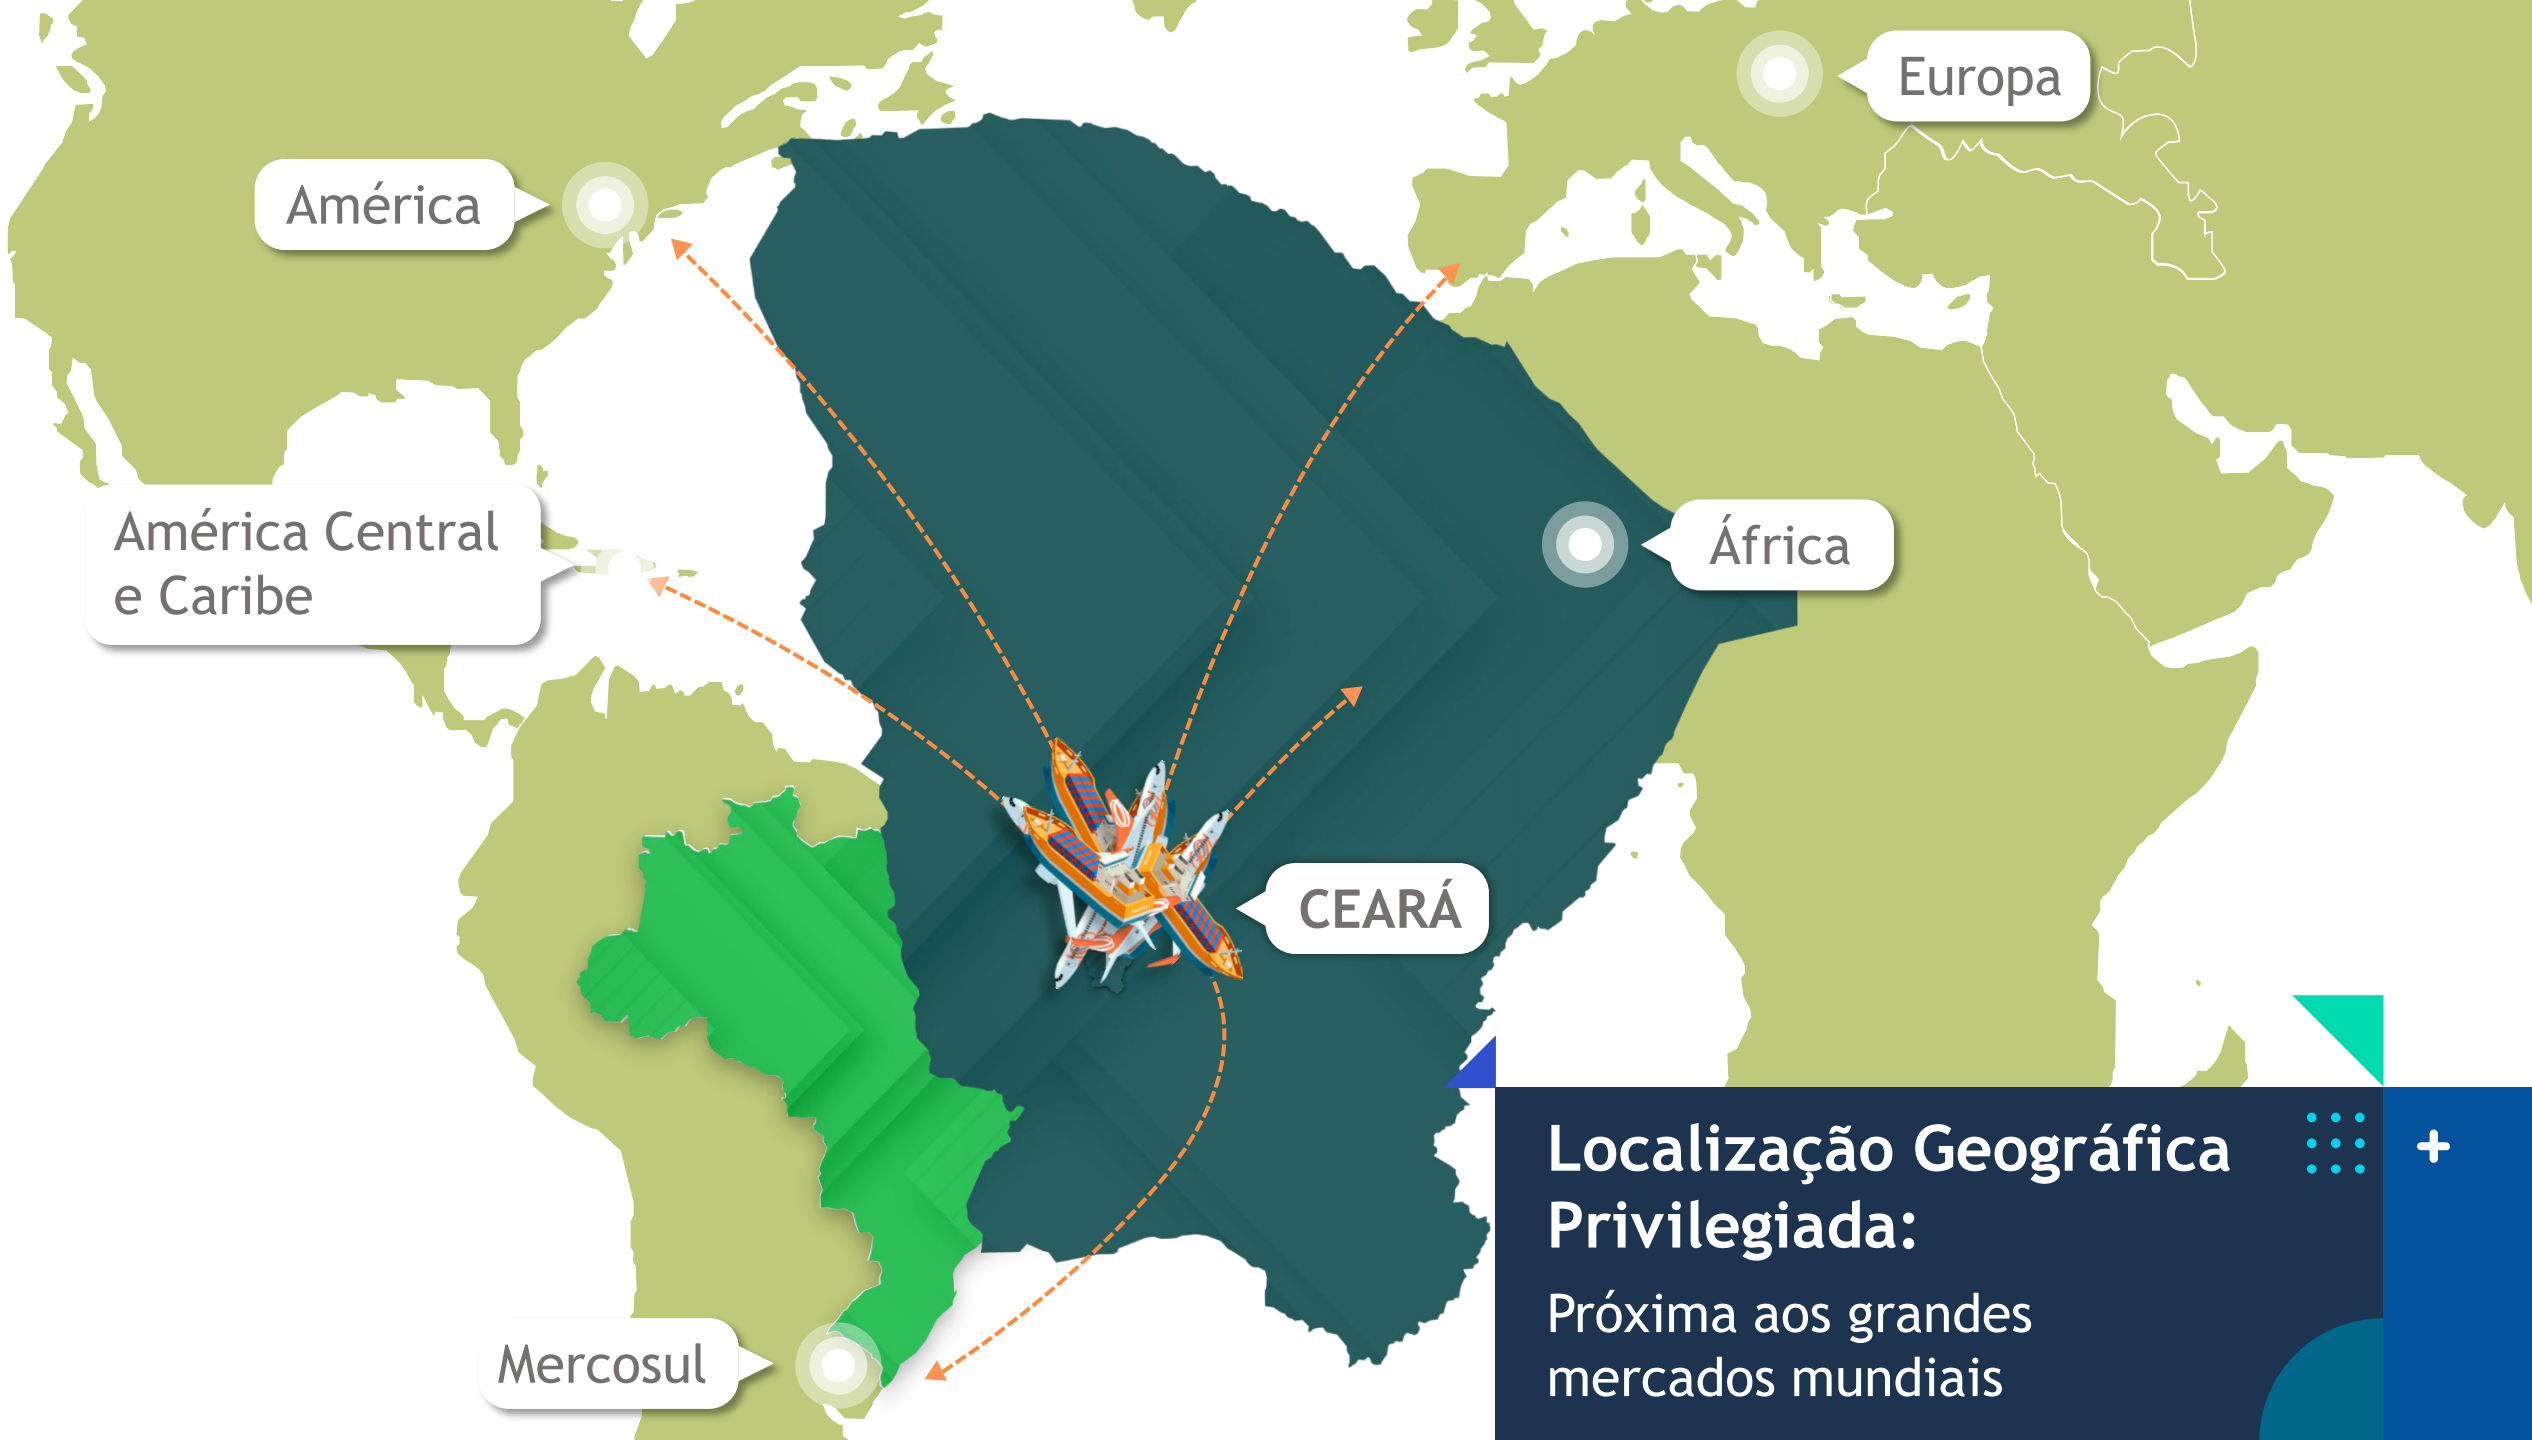 Europa
América
América Central
e Caribe
África
CEARÁ
Mercosul
Localização Geográfica
Privilegiada:
Próxima aos grandes
mercados mundiais
+